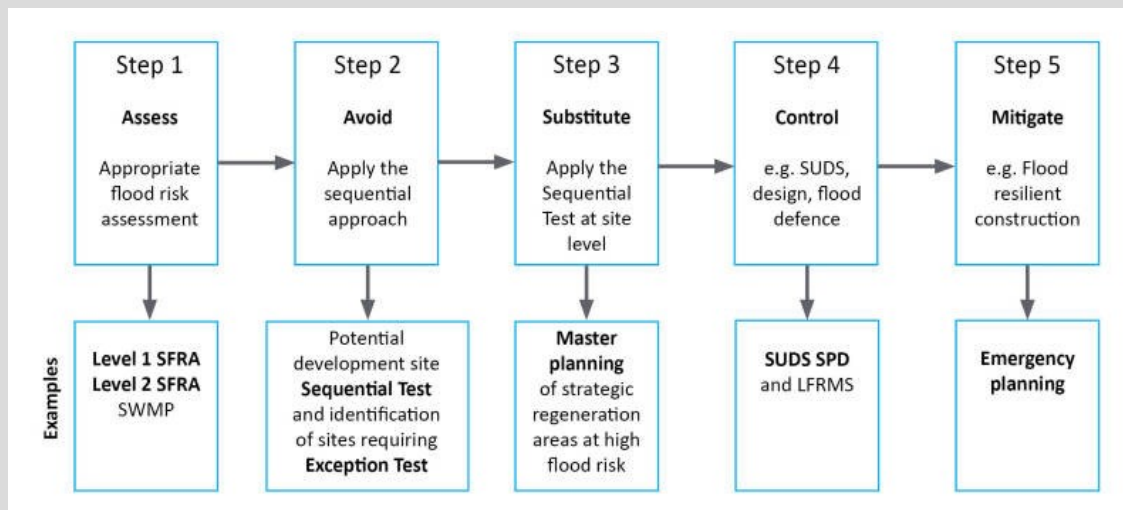 Step 1
Assess
Appropriate
flood risk
assessment
Step 2
Avoid
Apply the
sequential
approach
Step 3
Substitute
Apply the
Sequential
Test at site
level
Step 4
Control
e.g. SUDS,
design, flood
defence
Step 5
Mitigate
e.g. Flood
resilient
construction
Examples
Level 1 SFRA
Level 2 SFRA
SWMP
Potential
development site
Sequential Test
and identification
of sites requiring
Exception Test
Master
planning
of strategic
regeneration
areas at high
flood risk
SUDS SPD
and LFRMS
Emergency
planning